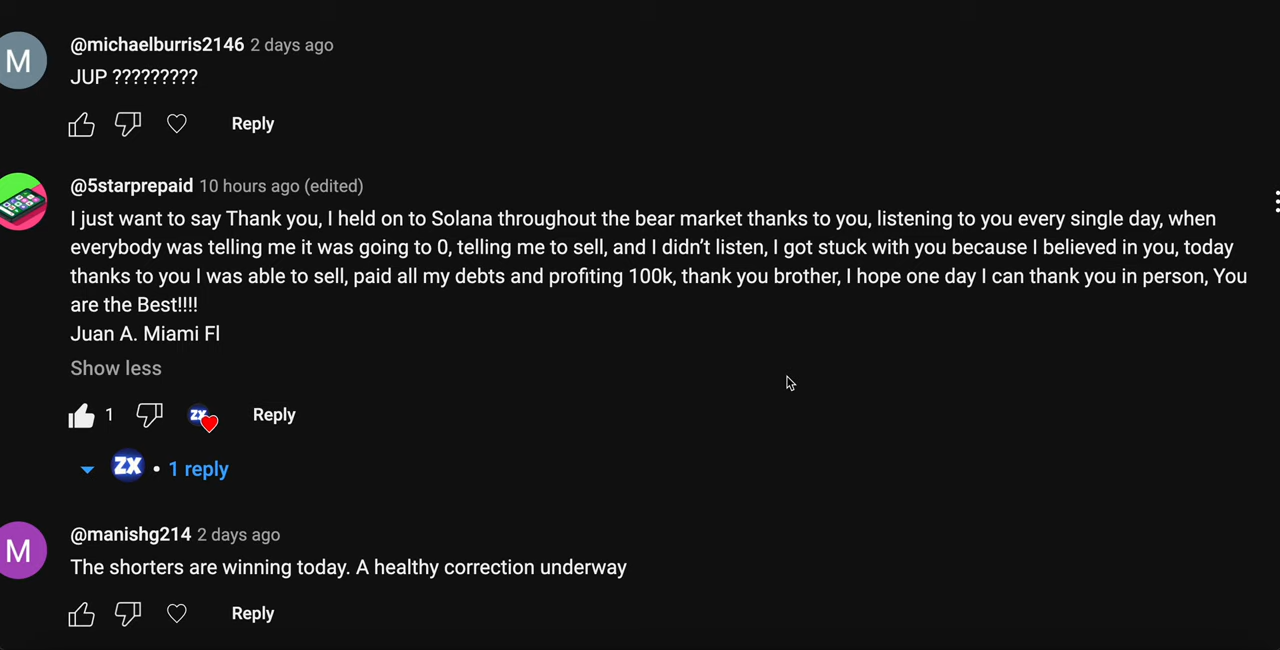 M
@michaelburris2146 2 days ago
JUP ?????????
Reply
@5starprepaid 10 hours ago (edited)
I just want to say Thank you, I held on to Solana throughout the bear market thanks to you, listening to you every single day, when
everybody was telling me it was going to 0, telling me to sell, and I didn’t listen, I got stuck with you because I believed in you, today
thanks to you I was able to sell, paid all my debts and profiting 100k, thank you brother, I hope one day I can thank you in person, You
are the Best!!!!
Juan A. Miami Fl
Show less
1 ZX Reply
ZX • 1 reply
M
@manishg214 2 days ago
The shorters are winning today. A healthy correction underway
Reply